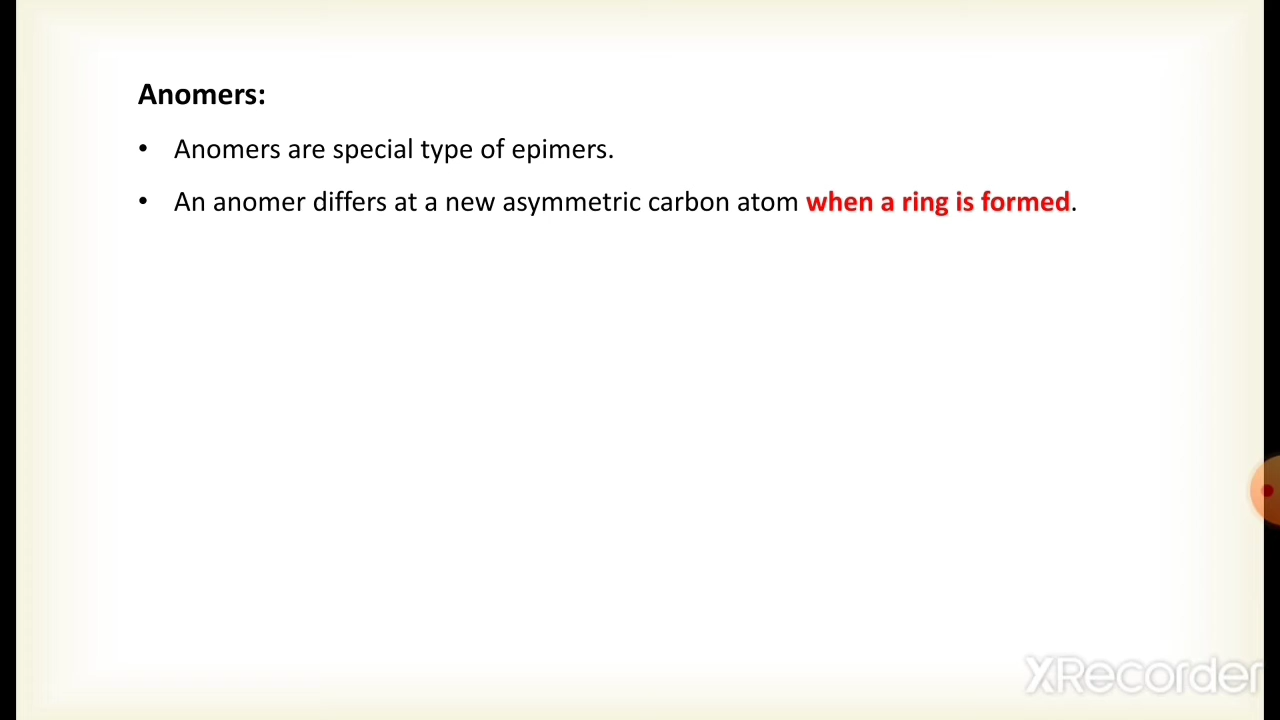 Anomers:
• Anomers are special type of epimers.
• An anomer differs at a new asymmetric carbon atom when a ring is formed.
XRecorder